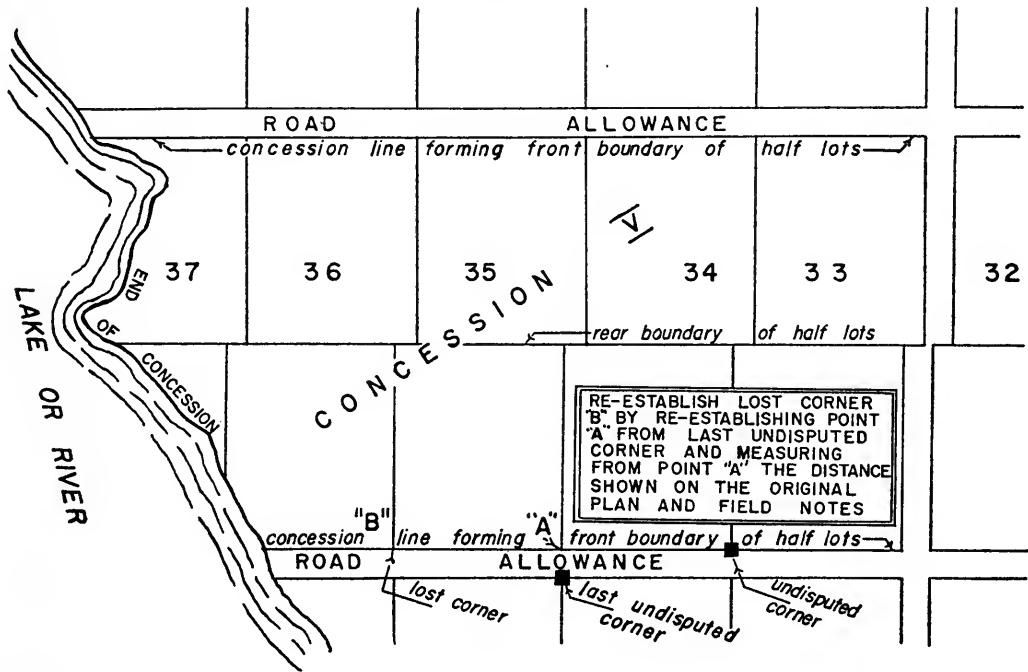 ROAD ALLOWANCE
concession line forming front boundary of half lots
V
37 36 35 34 33 32
END OF CONCESSION
LAKE OR RIVER
CONCESSION
rear boundary of half lots
RE-ESTABLISH LOST CORNER
"B" BY RE-ESTABLISHING POINT
"A" FROM LAST UNDISPUTED
CORNER AND MEASURING
FROM POINT "A" THE DISTANCE
SHOWN ON THE ORIGINAL
PLAN AND FIELD NOTES
"B" "A"
concession line forming front boundary of half lots
ROAD ALLOWANCE
lost corner
last undisputed
corner
undisputed
corner